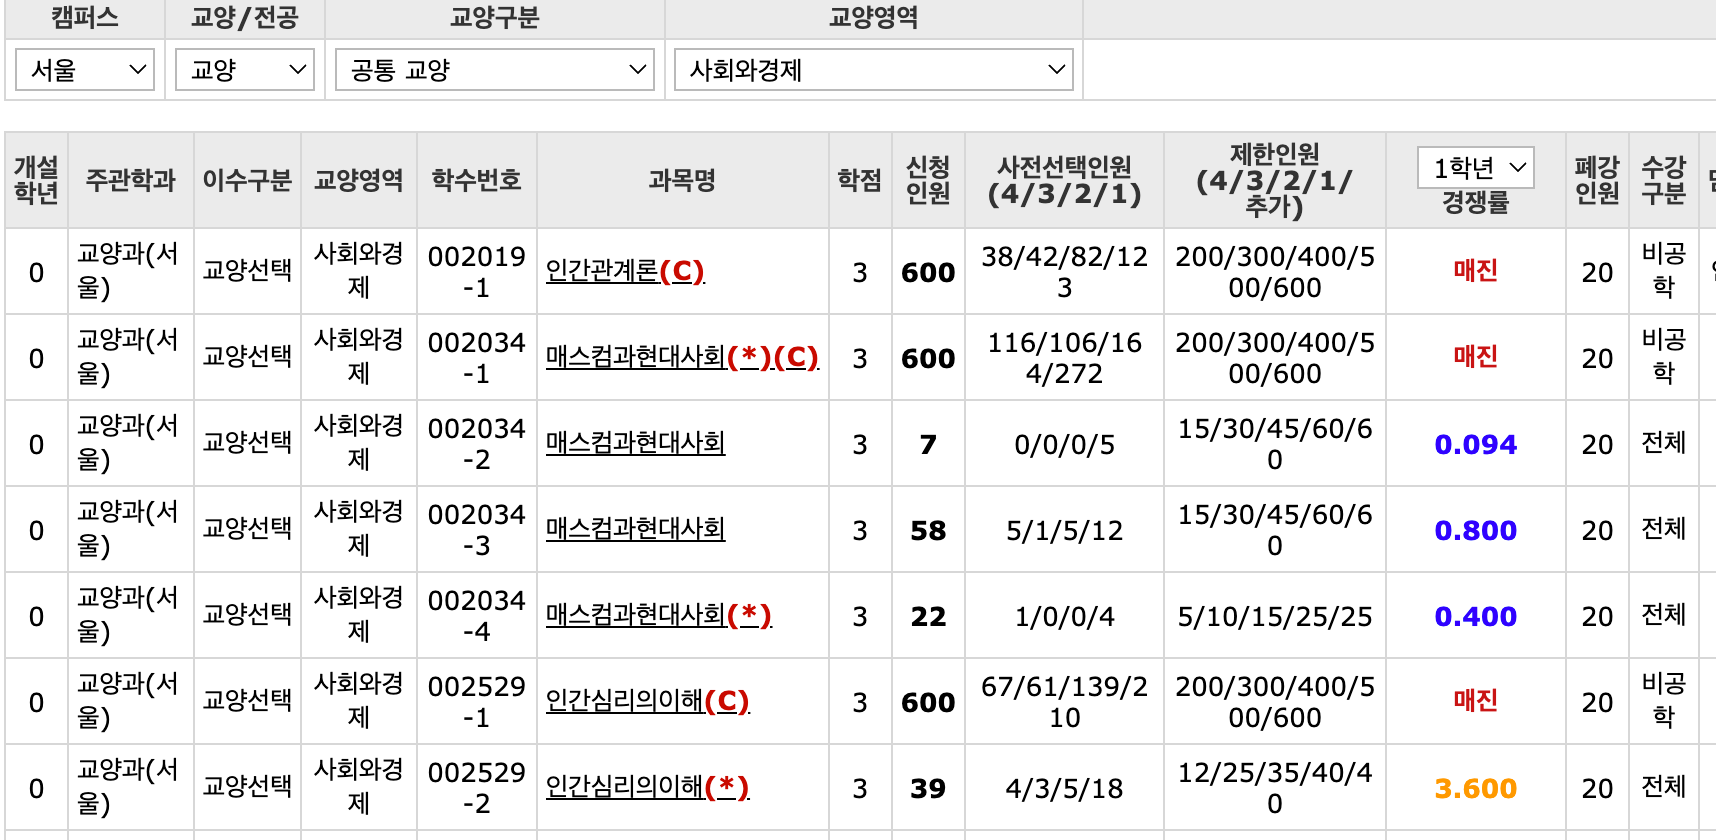 캠퍼스 교양/전공 교양구분 교양영역
서울 교양 공통 교양 사회와경제
개설학년 주관학과 이수구분 교양영역 학수번호 과목명 학점 신청인원 사전선택인원(4/3/2/1) 제한인원(4/3/2/1/추가) 1학년 경쟁률 폐강인원 수강구분
0 교양과(서울) 교양선택 사회와경제 002019-1 인간관계론(C) 3 600 38/42/82/123 200/300/400/500/600 매진 20 비공학
0 교양과(서울) 교양선택 사회와경제 002034-1 매스컴과현대사회(*)(C) 3 600 116/106/164/272 200/300/400/500/600 매진 20 비공학
0 교양과(서울) 교양선택 사회와경제 002034-2 매스컴과현대사회 3 7 0/0/0/5 15/30/45/60/60 0.094 20 전체
0 교양과(서울) 교양선택 사회와경제 002034-3 매스컴과현대사회 3 58 5/1/5/12 15/30/45/60/60 0.800 20 전체
0 교양과(서울) 교양선택 사회와경제 002034-4 매스컴과현대사회(*) 3 22 1/0/0/4 5/10/15/25/25 0.400 20 전체
0 교양과(서울) 교양선택 사회와경제 002529-1 인간심리의이해(C) 3 600 67/61/139/210 200/300/400/500/600 매진 20 비공학
0 교양과(서울) 교양선택 사회와경제 002529-2 인간심리의이해(*) 3 39 4/3/5/18 12/25/35/40/40 3.600 20 전체